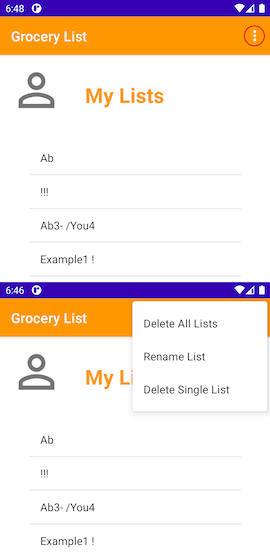 6:48
Grocery List
My Lists
Ab
!!!
Ab3- /You4
Example1 !
6:46
Grocery List
Delete All Lists
Rename List
Delete Single List
My Li
Ab
!!!
Ab3- /You4
Example1 !